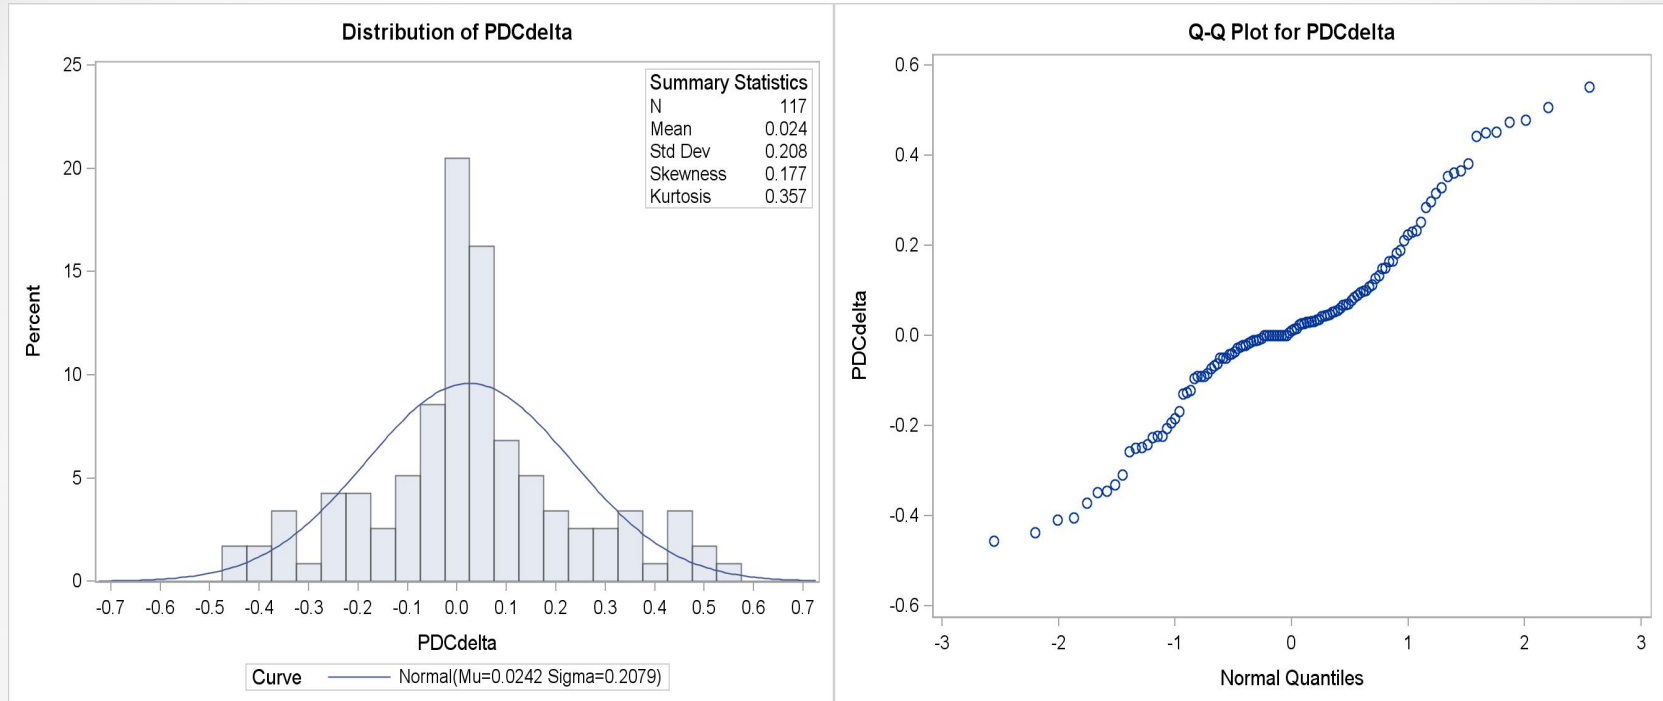 Distribution of PDCdelta
25
20
15
10
5
0
Percent
Summary Statistics
N 117
Mean 0.024
Std Dev 0.208
Skewness 0.177
Kurtosis 0.357
-0.7 -0.6 -0.5 -0.4 -0.3 -0.2 -0.1 0.0 0.1 0.2 0.3 0.4 0.5 0.6 0.7
PDCdelta
Curve Normal(Mu=0.0242 Sigma=0.2079)
Q-Q Plot for PDCdelta
0.6
0.4
0.2
0.0
-0.2
-0.4
-0.6
PDCdelta
-3 -2 -1 0 1 2 3
Normal Quantiles